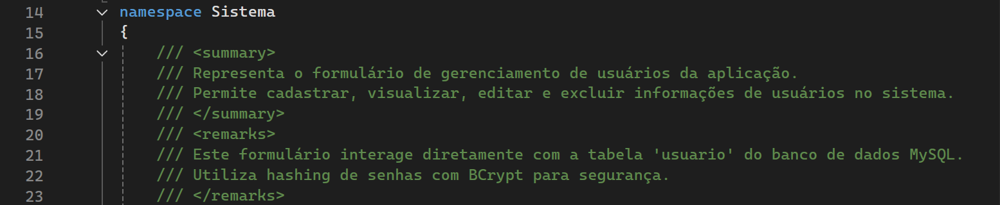 14 namespace Sistema
15 {
16 /// <summary>
17 /// Representa o formulário de gerenciamento de usuários da aplicação.
18 /// Permite cadastrar, visualizar, editar e excluir informações de usuários no sistema.
19 /// </summary>
20 /// <remarks>
21 /// Este formulário interage diretamente com a tabela 'usuario' do banco de dados MySQL.
22 /// Utiliza hashing de senhas com BCrypt para segurança.
23 /// </remarks>